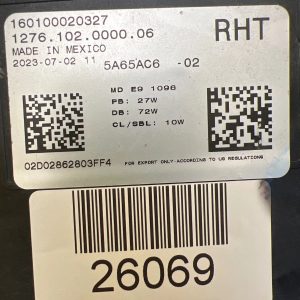 160100020327
1276.102.0000.06
RHT
MADE IN MEXICO
2023-07-02 11
5A65AC6 -02
MD E9 1098
PB: 27W
DB: 72W
CL/SBL: 10W
02D02862803FF4
FOR EXPORT ONLY ACCORDING TO US REGULATIONS
26069